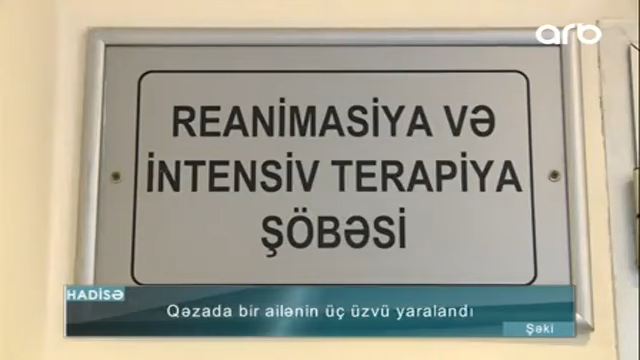 arb
REANİMASİYA VƏ
İNTENSİV TERAPİYA
ŞÖBƏSİ
HADİSƏ
Qəzada bir ailənin üç üzvü yaralandı
Şəki